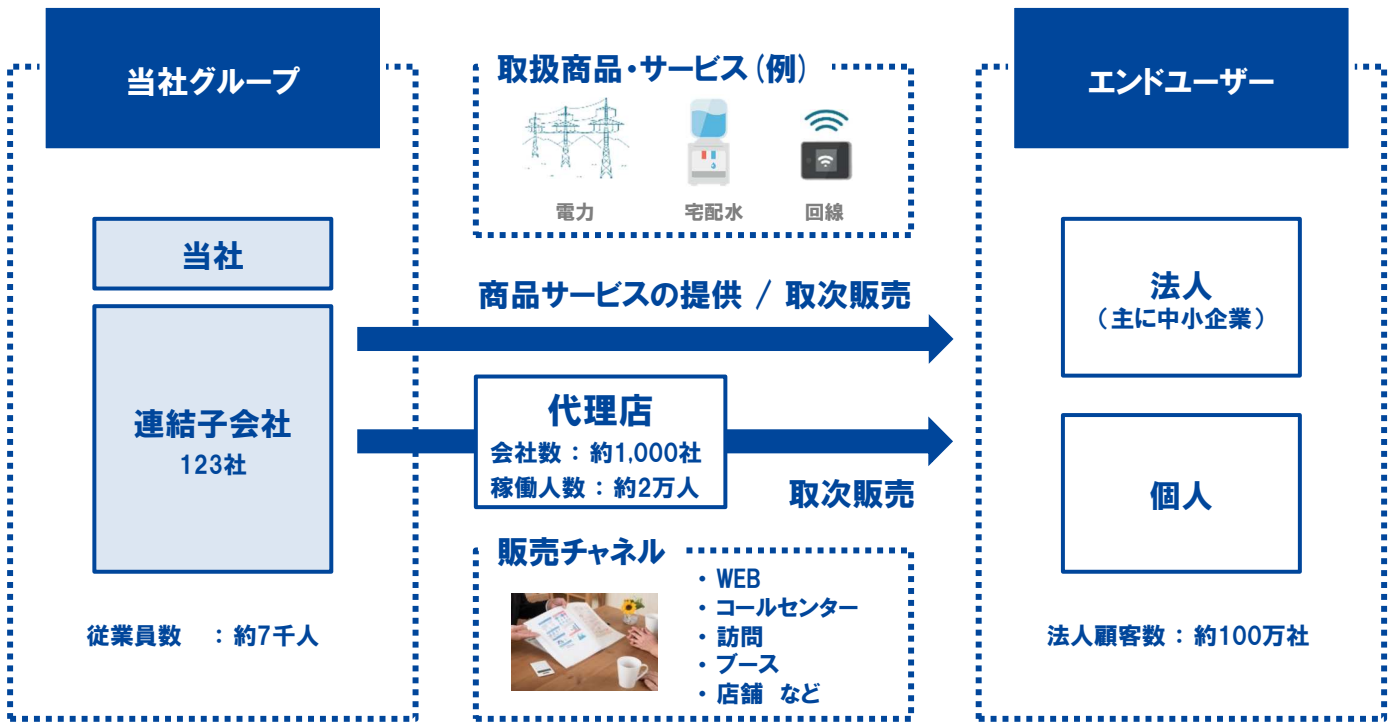 当社グループ
当社
連結子会社
123社
従業員数 : 約7千人
取扱商品・サービス(例)
電力
宅配水
回線
商品サービスの提供 / 取次販売
代理店
会社数 : 約1,000社
稼働人数 : 約2万人
取次販売
販売チャネル
・ WEB
・ コールセンター
・ 訪問
・ ブース
・ 店舗 など
エンドユーザー
法人
(主に中小企業)
個人
法人顧客数 : 約100万社